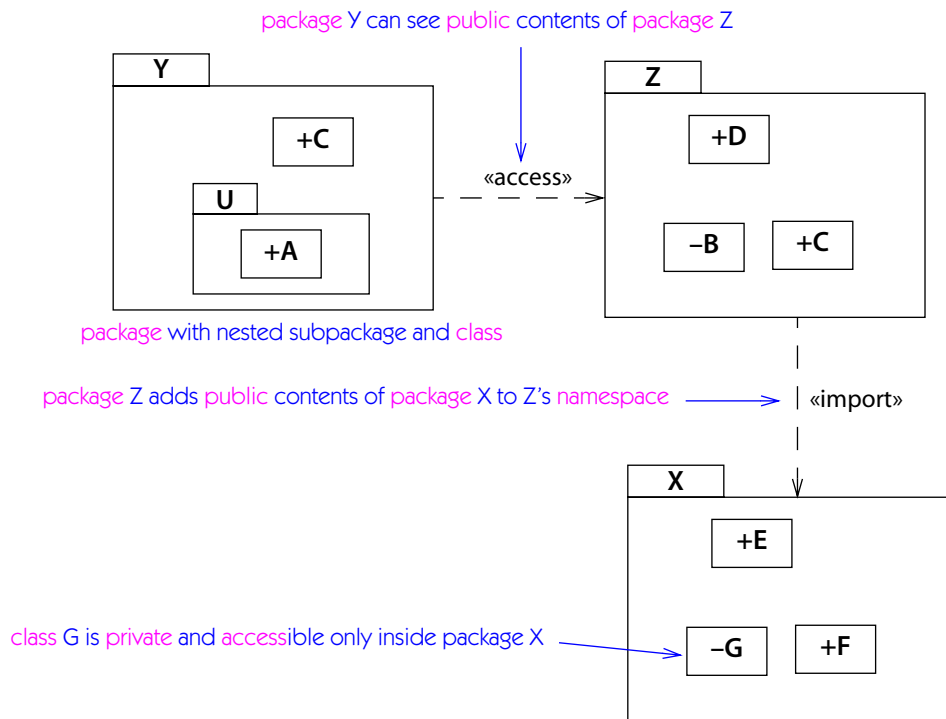 package Y can see public contents of package Z
Y
Z
+C
+D
«access»
U
+A
–B
+C
package with nested subpackage and class
package Z adds public contents of package X to Z’s namespace
«import»
X
+E
class G is private and accessible only inside package X
–G
+F